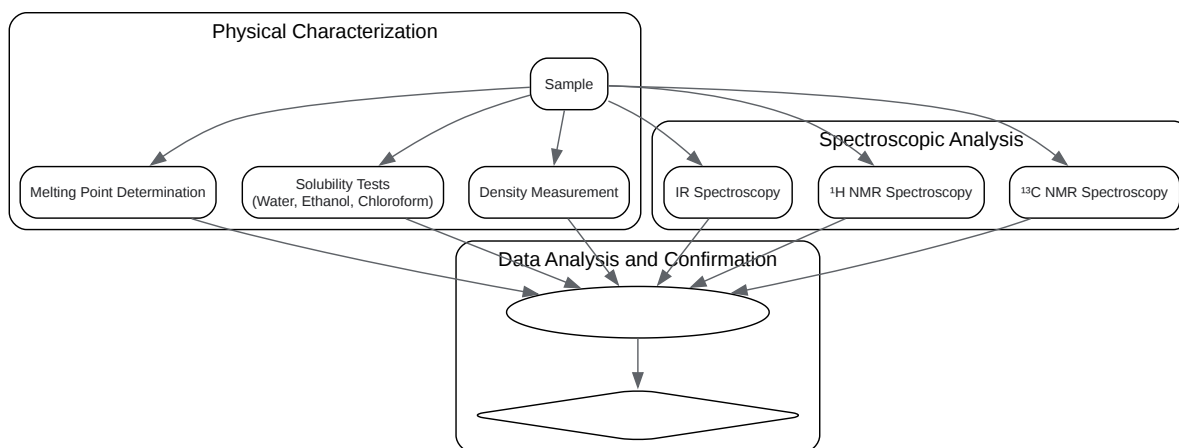 Physical Characterization
Sample
Spectroscopic Analysis
Melting Point Determination
Solubility Tests
(Water, Ethanol, Chloroform)
Density Measurement
IR Spectroscopy
¹H NMR Spectroscopy
¹³C NMR Spectroscopy
Data Analysis and Confirmation